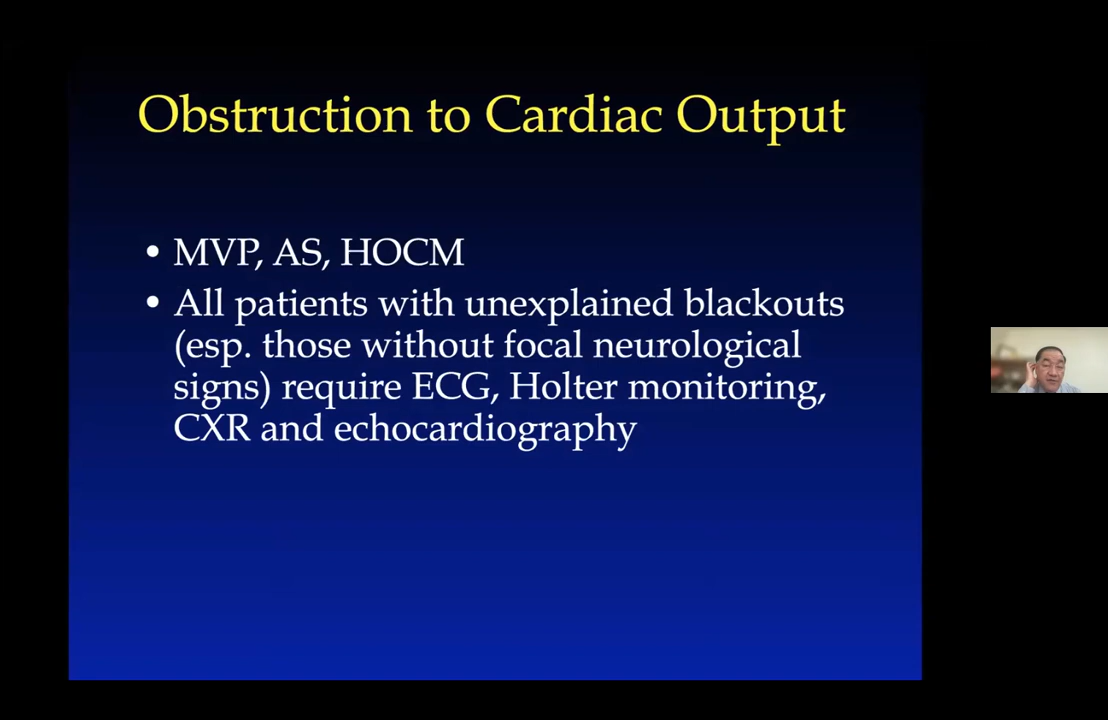 Obstruction to Cardiac Output
• MVP, AS, HOCM
• All patients with unexplained blackouts
(esp. those without focal neurological
signs) require ECG, Holter monitoring,
CXR and echocardiography